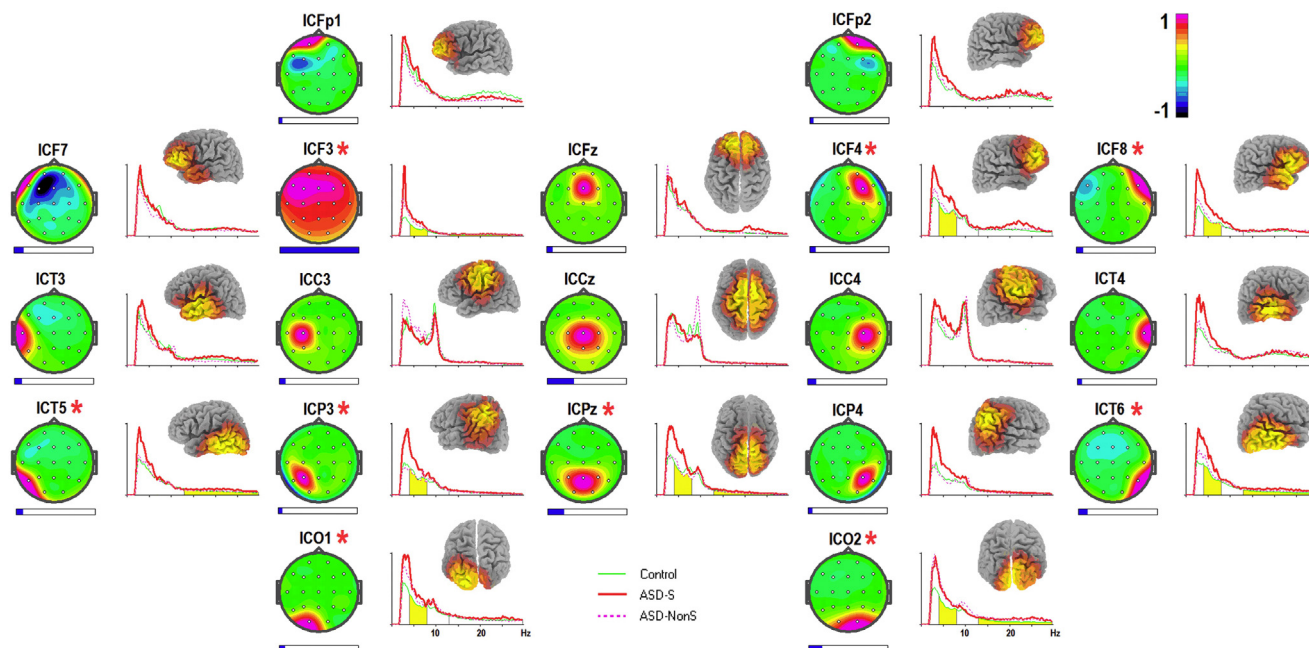 ICFp1
ICFp2
1
-1
ICF7
ICF3 *
ICFz
ICF4 *
ICF8 *
ICT3
ICC3
ICCz
ICC4
ICT4
ICT5 *
ICP3 *
ICPz *
ICP4
ICT6 *
ICO1 *
ICO2 *
Control
ASD-S
ASD-NonS
10 20 Hz
10 20 Hz